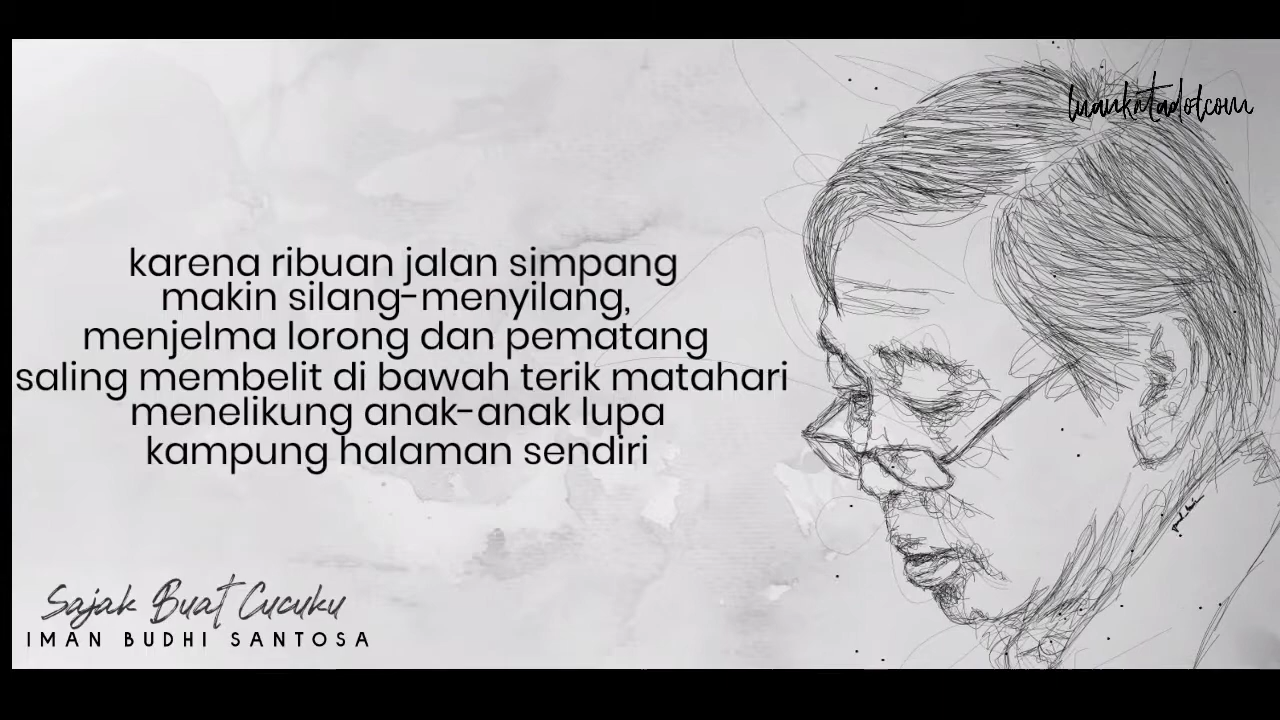 karena ribuan jalan simpang
makin silang-menyilang,
menjelma lorong dan pematang
saling membelit di bawah terik matahari
menelikung anak-anak lupa
kampung halaman sendiri
Sajak Buat Cucuku
IMAN BUDHI SANTOSA